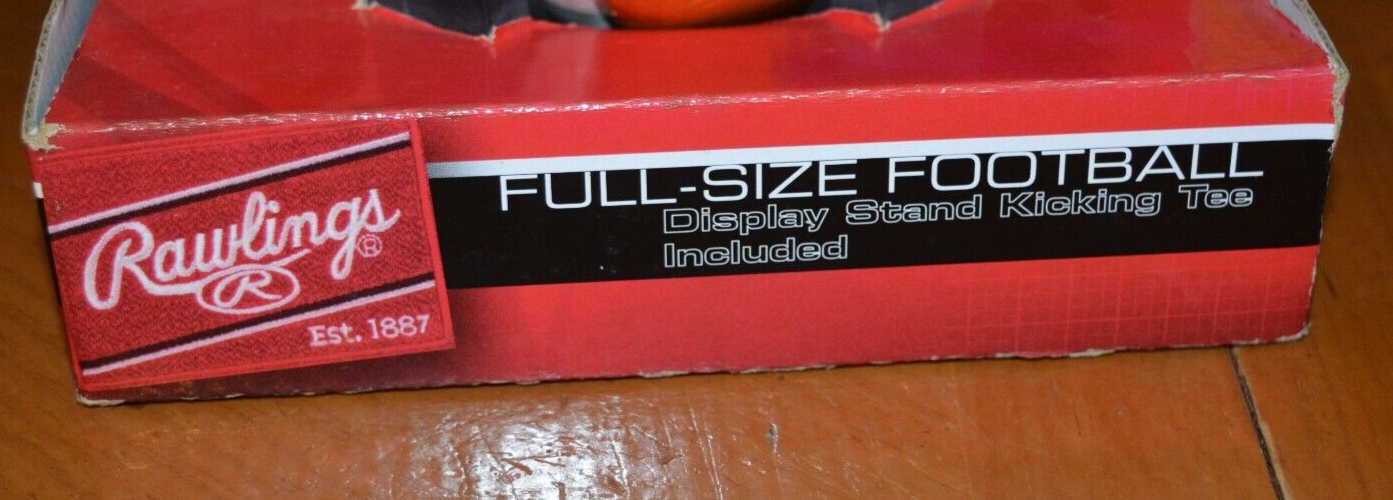 Rawlings®
R
Est. 1887
FULL-SIZE FOOTBALL
Display Stand Kicking Tee
Included